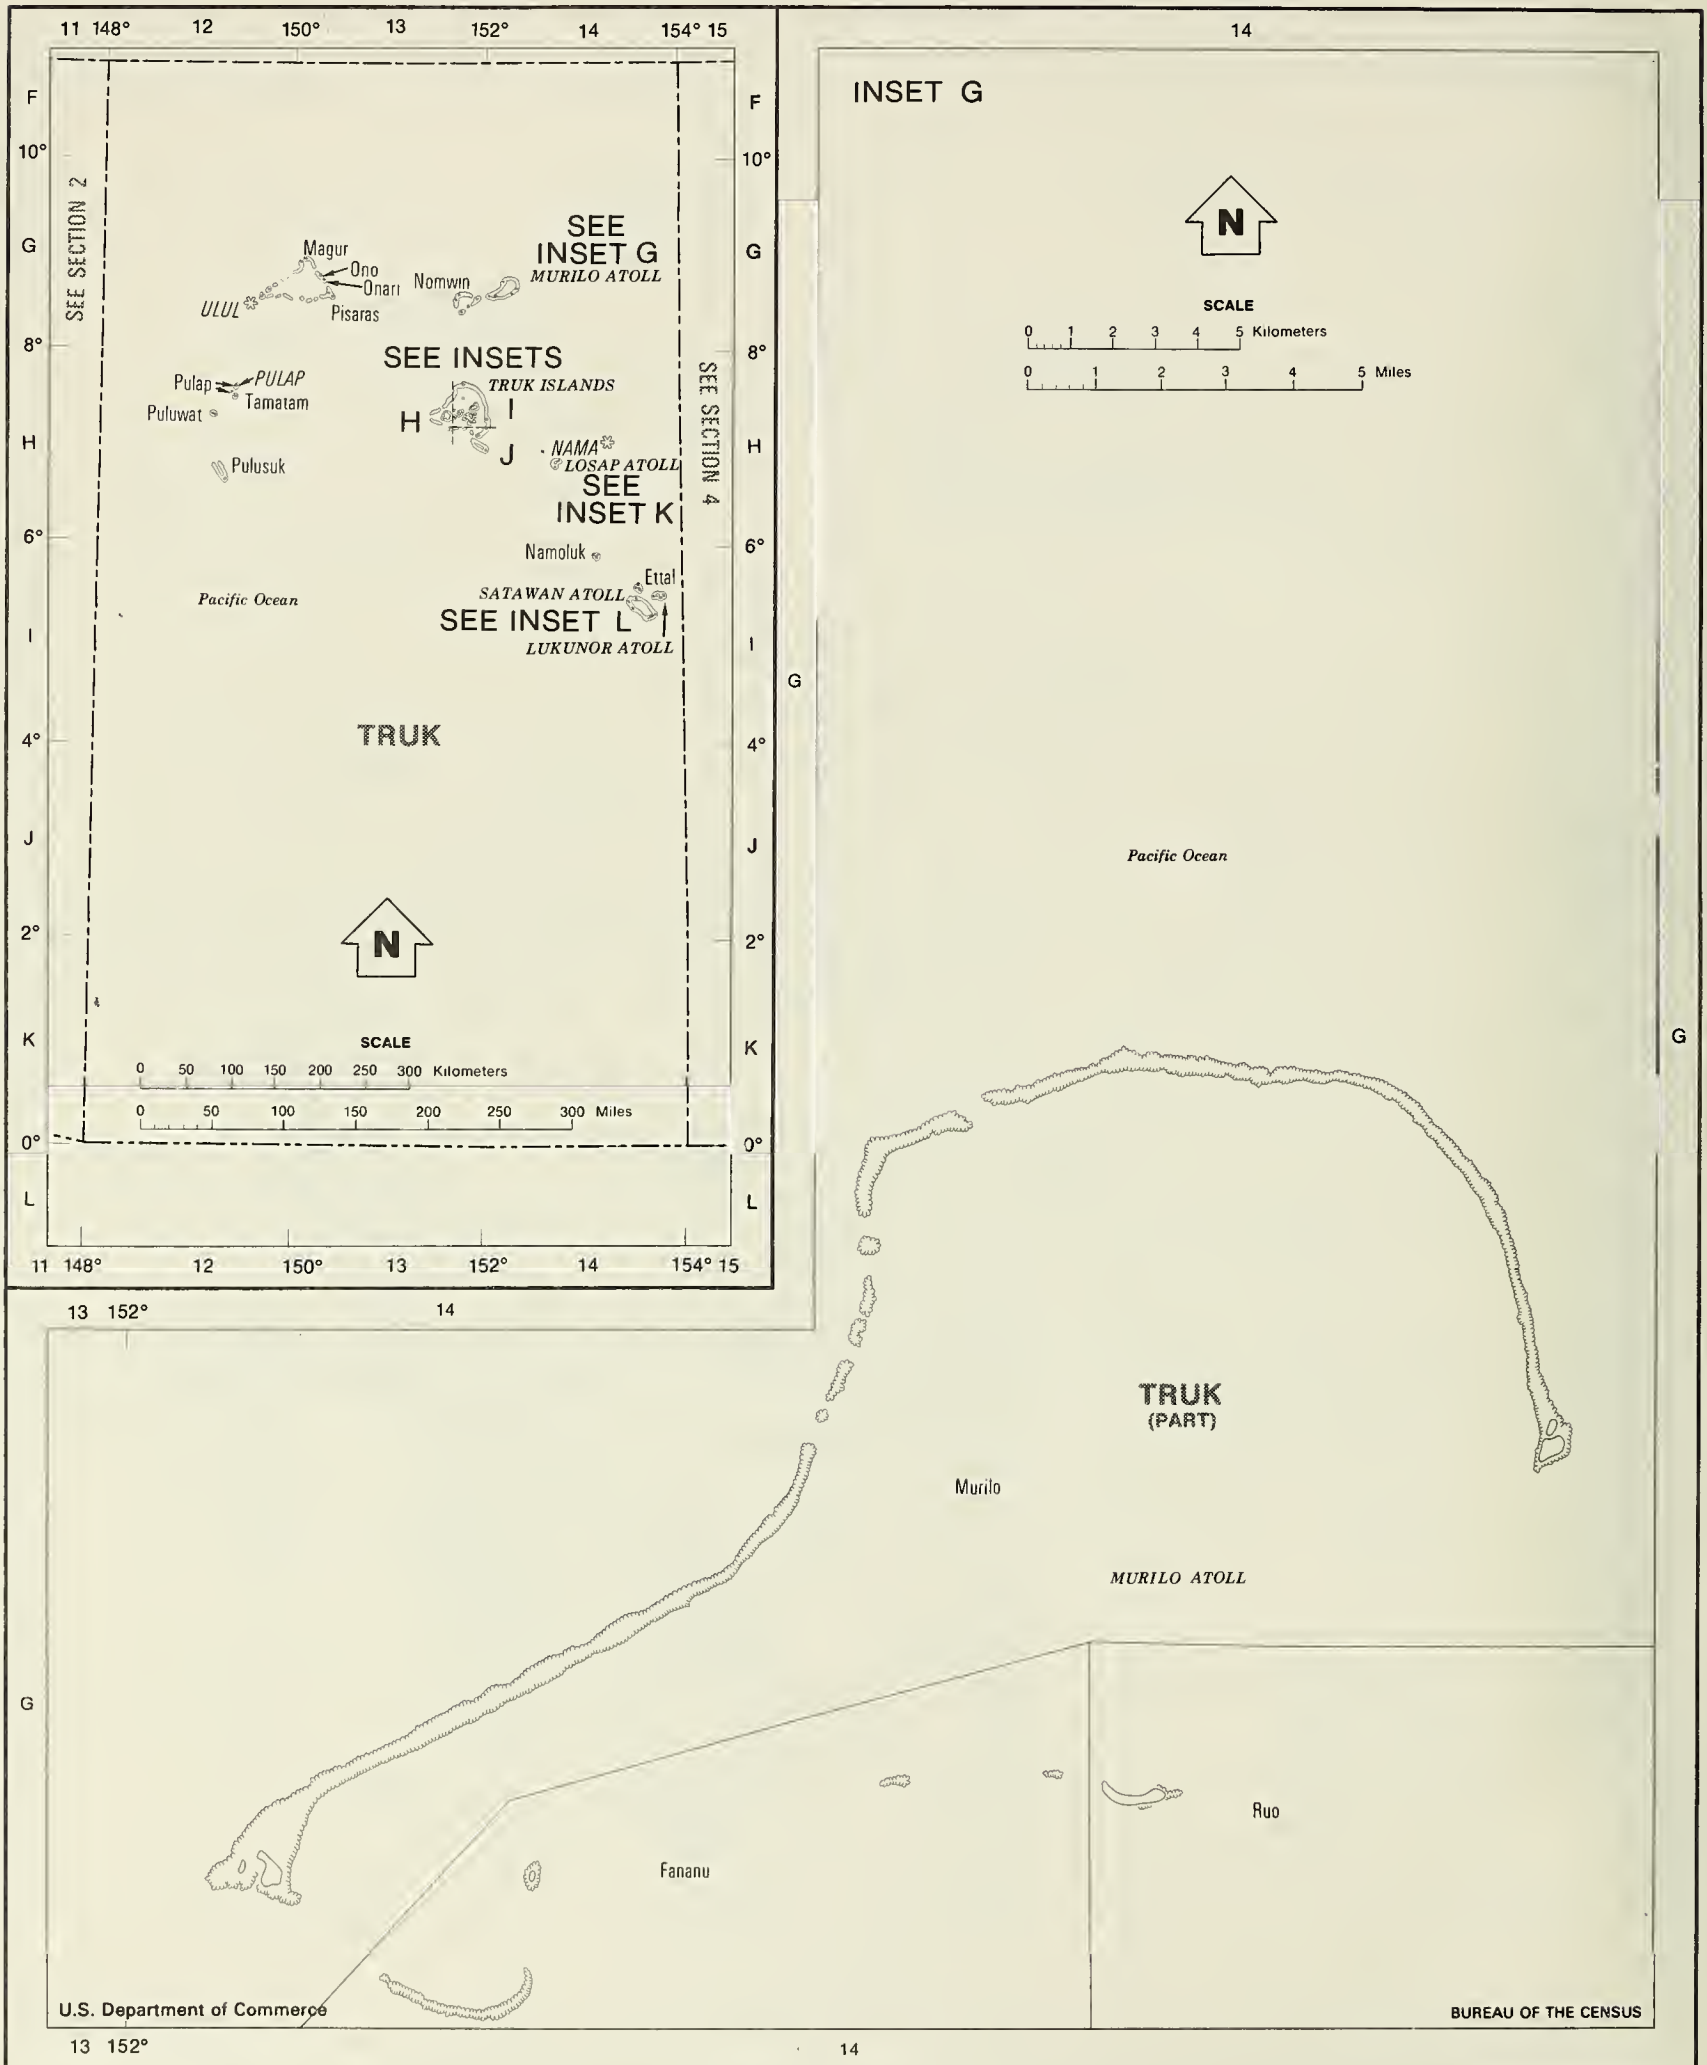 11 148° 12 150° 13 152° 14 154° 15
F
F
10°
10°
SEE SECTION 2
G
G
SEE
INSET G
MURILO ATOLL
Magur
Ono
Onari
Nomwin
ULUL
Pisaras
8°
8°
SEE INSETS
TRUK ISLANDS
Pulap
PULAP
Tamatam
Puluwat
H
I
J
SEE SECTION 4
H
H
NAMA
LOSAP ATOLL
Pulusuk
SEE
INSET K
6°
6°
Namoluk
Ettal
SATAWAN ATOLL
Pacific Ocean
SEE INSET L
I
I
LUKUNOR ATOLL
4°
4°
TRUK
J
J
2°
2°
N
K
K
SCALE
0 50 100 150 200 250 300 Kilometers
0 50 100 150 200 250 300 Miles
0°
0°
L
L
11 148° 12 150° 13 152° 14 154° 15
14
INSET G
N
SCALE
0 1 2 3 4 5 Kilometers
0 1 2 3 4 5 Miles
G
Pacific Ocean
G
13 152° 14
TRUK
(PART)
Murilo
MURILO ATOLL
G
Ruo
Fananu
U.S. Department of Commerce
BUREAU OF THE CENSUS
13 152° 14